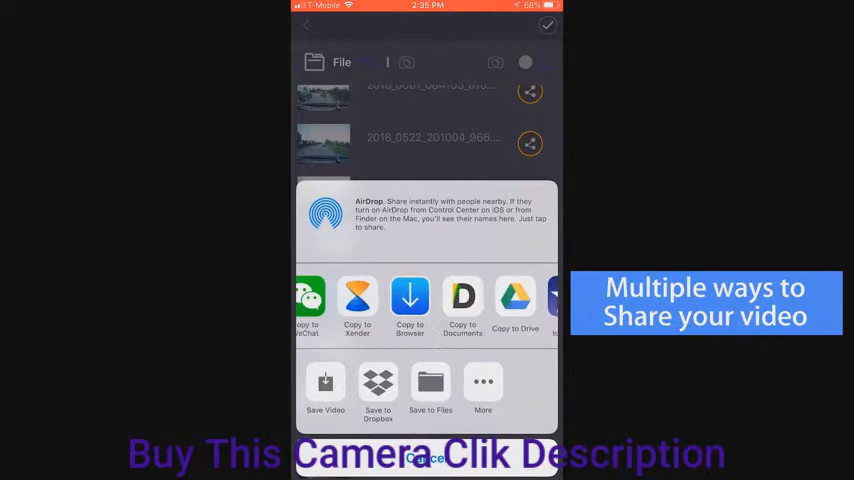 T-Mobile
2:35 PM
68%
File
2018_0522_201004_966....
AirDrop. Share instantly with people nearby. If they
turn on AirDrop from Control Center on iOS or from
Finder on the Mac, you'll see their names here. Just tap
to share.
Copy to
WeChat
Copy to
Xender
Copy to
Browser
D
Copy to
Documents
Copy to Drive
Save Video
Save to
Dropbox
Save to Files
More
Multiple ways to
Share your video
Cancel
Buy This Camera Clik Description